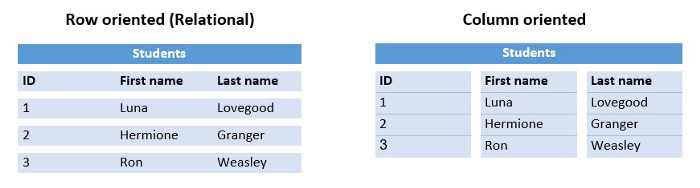 Row oriented (Relational)
Students
ID First name Last name
1 Luna Lovegood
2 Hermione Granger
3 Ron Weasley
Column oriented
Students
ID First name Last name
1 Luna Lovegood
2 Hermione Granger
3 Ron Weasley